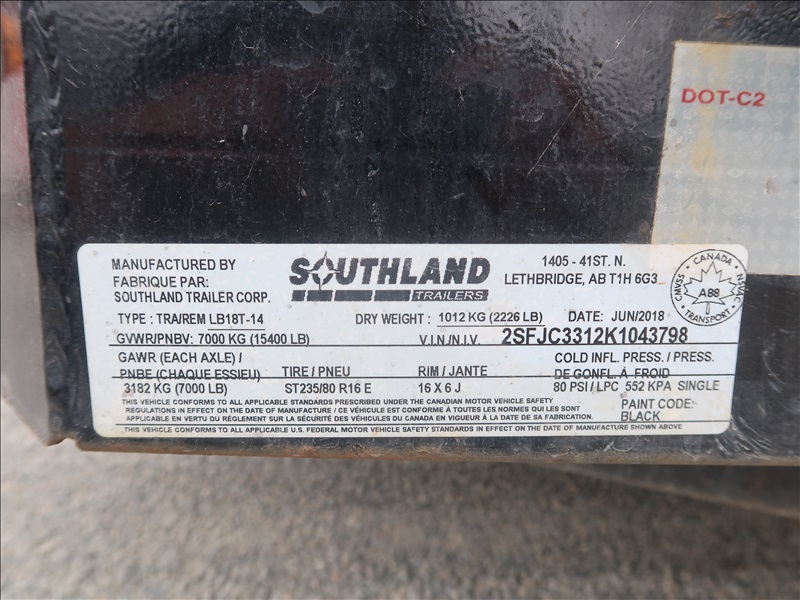 DOT-C2
MANUFACTURED BY
FABRIQUE PAR:
SOUTHLAND TRAILER CORP.
SOUTHLAND
TRAILERS
1405 - 41ST. N.
LETHBRIDGE, AB T1H 6G3
CANADA
CMVSS
NSVAC
A88
TRANSPORT
TYPE : TRA/REM LB18T-14
DRY WEIGHT : 1012 KG (2226 LB)
DATE: JUN/2018
GVWR/PNBV: 7000 KG (15400 LB)
V.I.N./N.I.V. 2SFJC3312K1043798
GAWR (EACH AXLE) /
PNBE (CHAQUE ESSIEU)
TIRE / PNEU
RIM / JANTE
COLD INFL. PRESS. / PRESS.
DE GONFL. À FROID
3182 KG (7000 LB)
ST235/80 R16 E
16 X 6 J
80 PSI / LPC 552 KPA SINGLE
THIS VEHICLE CONFORMS TO ALL APPLICABLE STANDARDS PRESCRIBED UNDER THE CANADIAN MOTOR VEHICLE SAFETY
REGULATIONS IN EFFECT ON THE DATE OF MANUFACTURE / CE VÉHICULE EST CONFORME À TOUTES LES NORMES QUI LES SONT
APPLICABLE EN VERTU DU RÈGLEMENT SUR LA SÉCURITÉ DES VÉHICULES DU CANADA EN VIGUEUR À LA DATE DE SA FABRICATION.
PAINT CODE:
BLACK
THIS VEHICLE CONFORMS TO ALL APPLICABLE U.S. FEDERAL MOTOR VEHICLE SAFETY STANDARDS IN EFFECT ON THE DATE OF MANUFACTURE SHOWN ABOVE